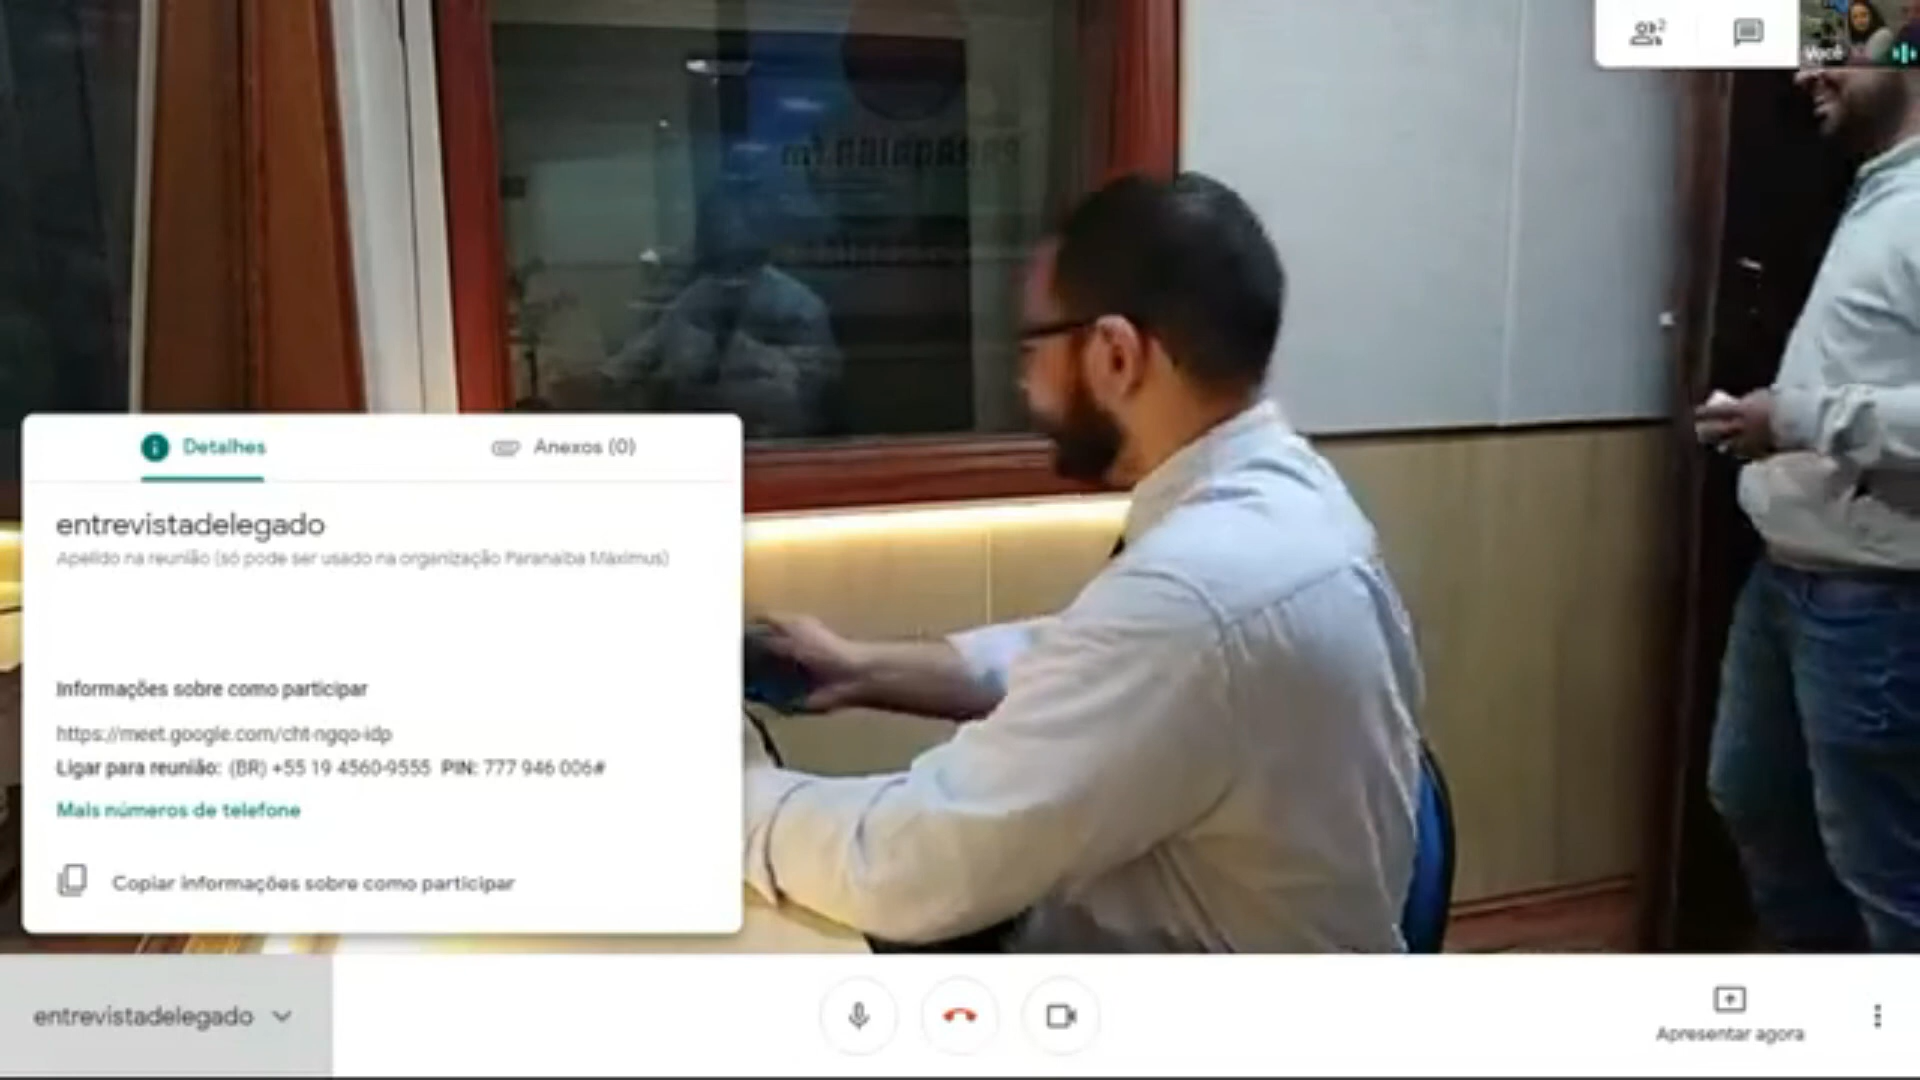 2
Você
Detalhes
Anexos (0)
entrevistadelegado
Apelido na reunião (só pode ser usado na organização Paranaíba Máximus)
Informações sobre como participar
https://meet.google.com/cht-ngqo-idp
Ligar para reunião: (BR) +55 19 4560-9555 PIN: 777 946 006#
Mais números de telefone
Copiar informações sobre como participar
entrevistadelegado
Apresentar agora